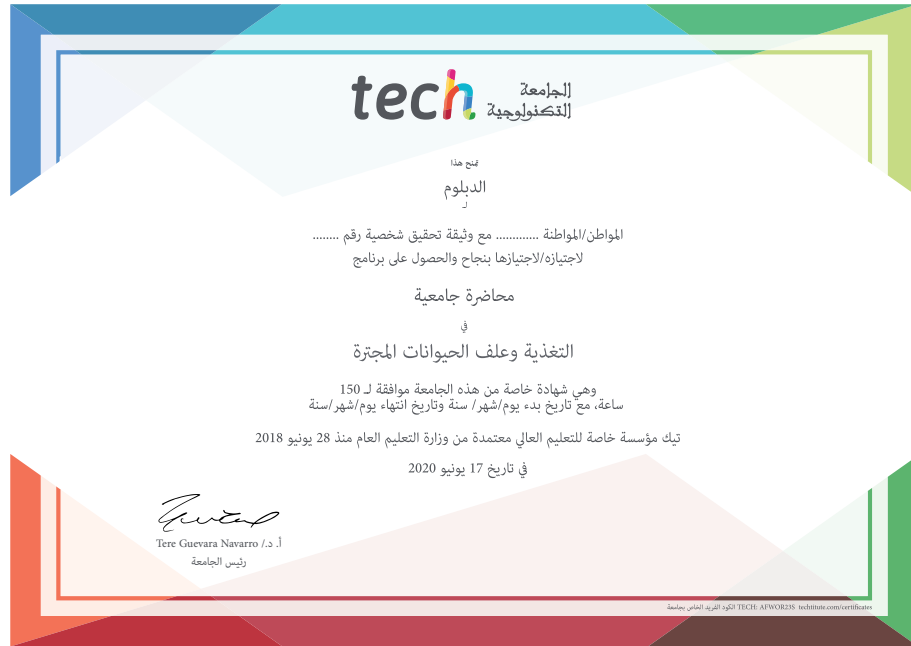 tech الجامعة
التكنولوجية
تمنح هذا
الدبلوم
لـ
المواطن/المواطنة ............. مع وثيقة تحقيق شخصية رقم ........
لاجتيازه/لاجتيازها بنجاح والحصول على برنامج
محاضرة جامعية
في
التغذية وعلف الحيوانات المجترة
وهي شهادة خاصة من هذه الجامعة موافقة لـ 150
ساعة، مع تاريخ بدء يوم/شهر/ سنة وتاريخ انتهاء يوم/شهر/سنة
تيك مؤسسة خاصة للتعليم العالي معتمدة من وزارة التعليم العام منذ 28 يونيو 2018
في تاريخ 17 يونيو 2020
أ. د./ Tere Guevara Navarro
رئيس الجامعة
الكود الفريد الخاص بجامعة TECH: AFWOR23S techtitute.com/certificates